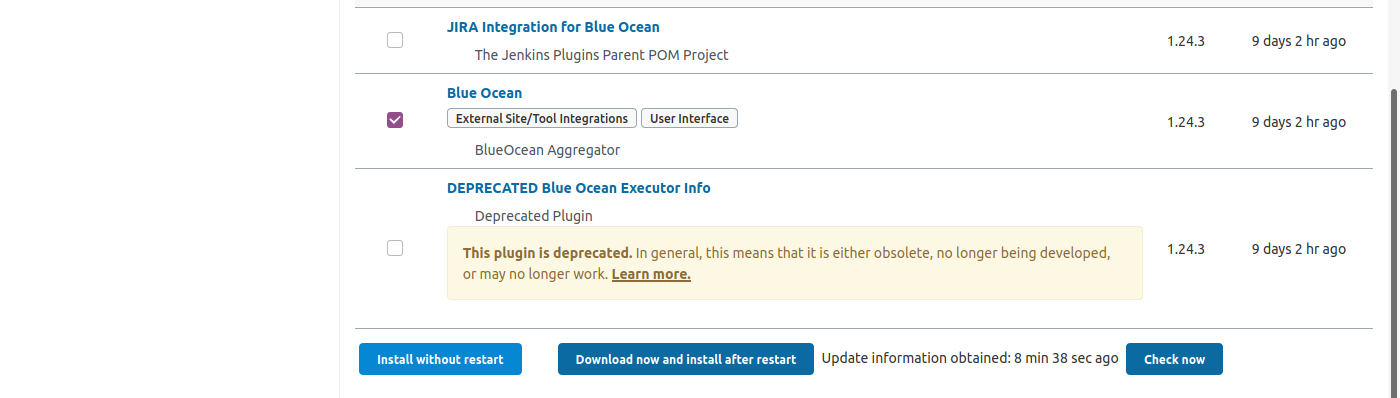 JIRA Integration for Blue Ocean
The Jenkins Plugins Parent POM Project
1.24.3
9 days 2 hr ago
Blue Ocean
External Site/Tool Integrations
User Interface
BlueOcean Aggregator
1.24.3
9 days 2 hr ago
DEPRECATED Blue Ocean Executor Info
Deprecated Plugin
This plugin is deprecated. In general, this means that it is either obsolete, no longer being developed,
or may no longer work. Learn more.
1.24.3
9 days 2 hr ago
Install without restart
Download now and install after restart
Update information obtained: 8 min 38 sec ago
Check now